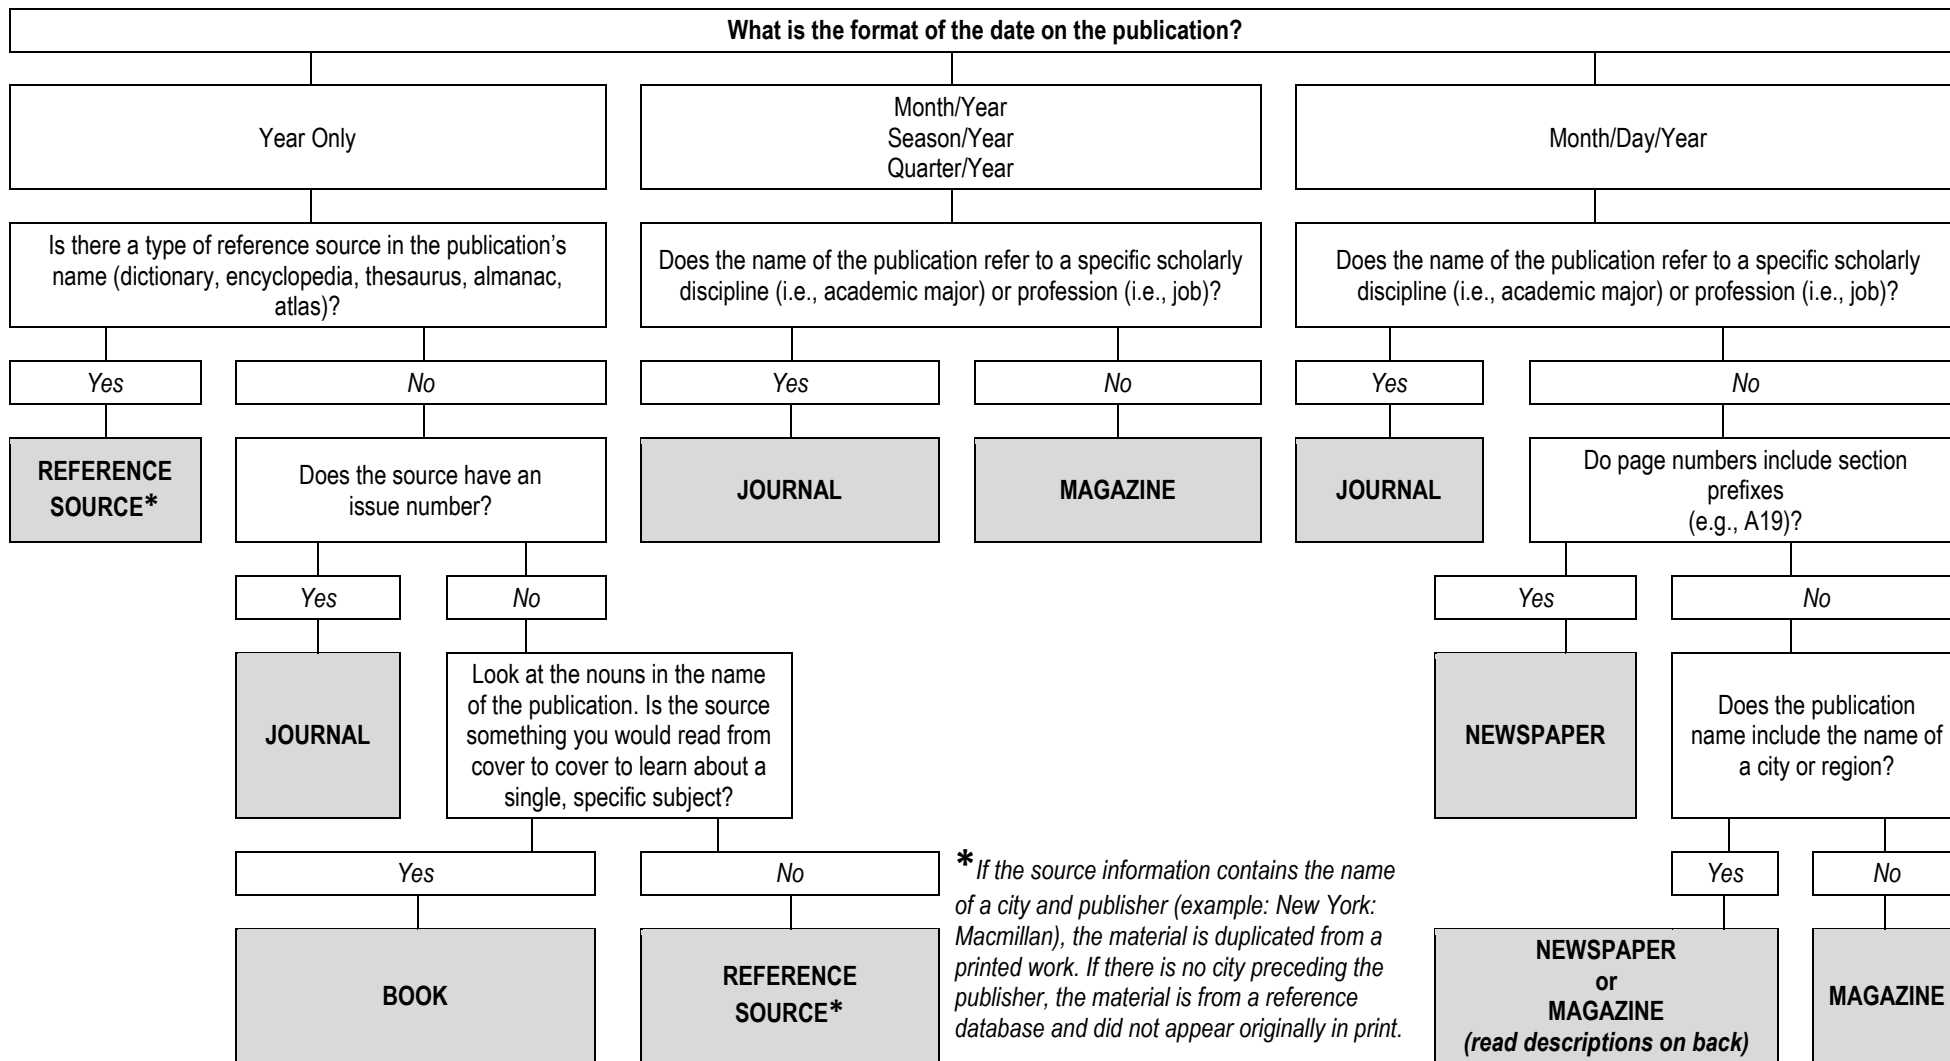 What is the format of the date on the publication?
Year Only
Month/Year
Season/Year
Quarter/Year
Month/Day/Year
Is there a type of reference source in the publication’s
name (dictionary, encyclopedia, thesaurus, almanac,
atlas)?
Does the name of the publication refer to a specific scholarly
discipline (i.e., academic major) or profession (i.e., job)?
Does the name of the publication refer to a specific scholarly
discipline (i.e., academic major) or profession (i.e., job)?
Yes
No
Yes
No
Yes
No
REFERENCE
SOURCE*
Does the source have an
issue number?
JOURNAL
MAGAZINE
JOURNAL
Do page numbers include section
prefixes
(e.g., A19)?
Yes
No
Yes
No
JOURNAL
Look at the nouns in the name
of the publication. Is the source
something you would read from
cover to cover to learn about a
single, specific subject?
NEWSPAPER
Does the publication
name include the name of
a city or region?
Yes
No
*If the source information contains the name
of a city and publisher (example: New York:
Macmillan), the material is duplicated from a
printed work. If there is no city preceding the
publisher, the material is from a reference
database and did not appear originally in print.
Yes
No
BOOK
REFERENCE
SOURCE*
NEWSPAPER
or
MAGAZINE
(read descriptions on back)
MAGAZINE